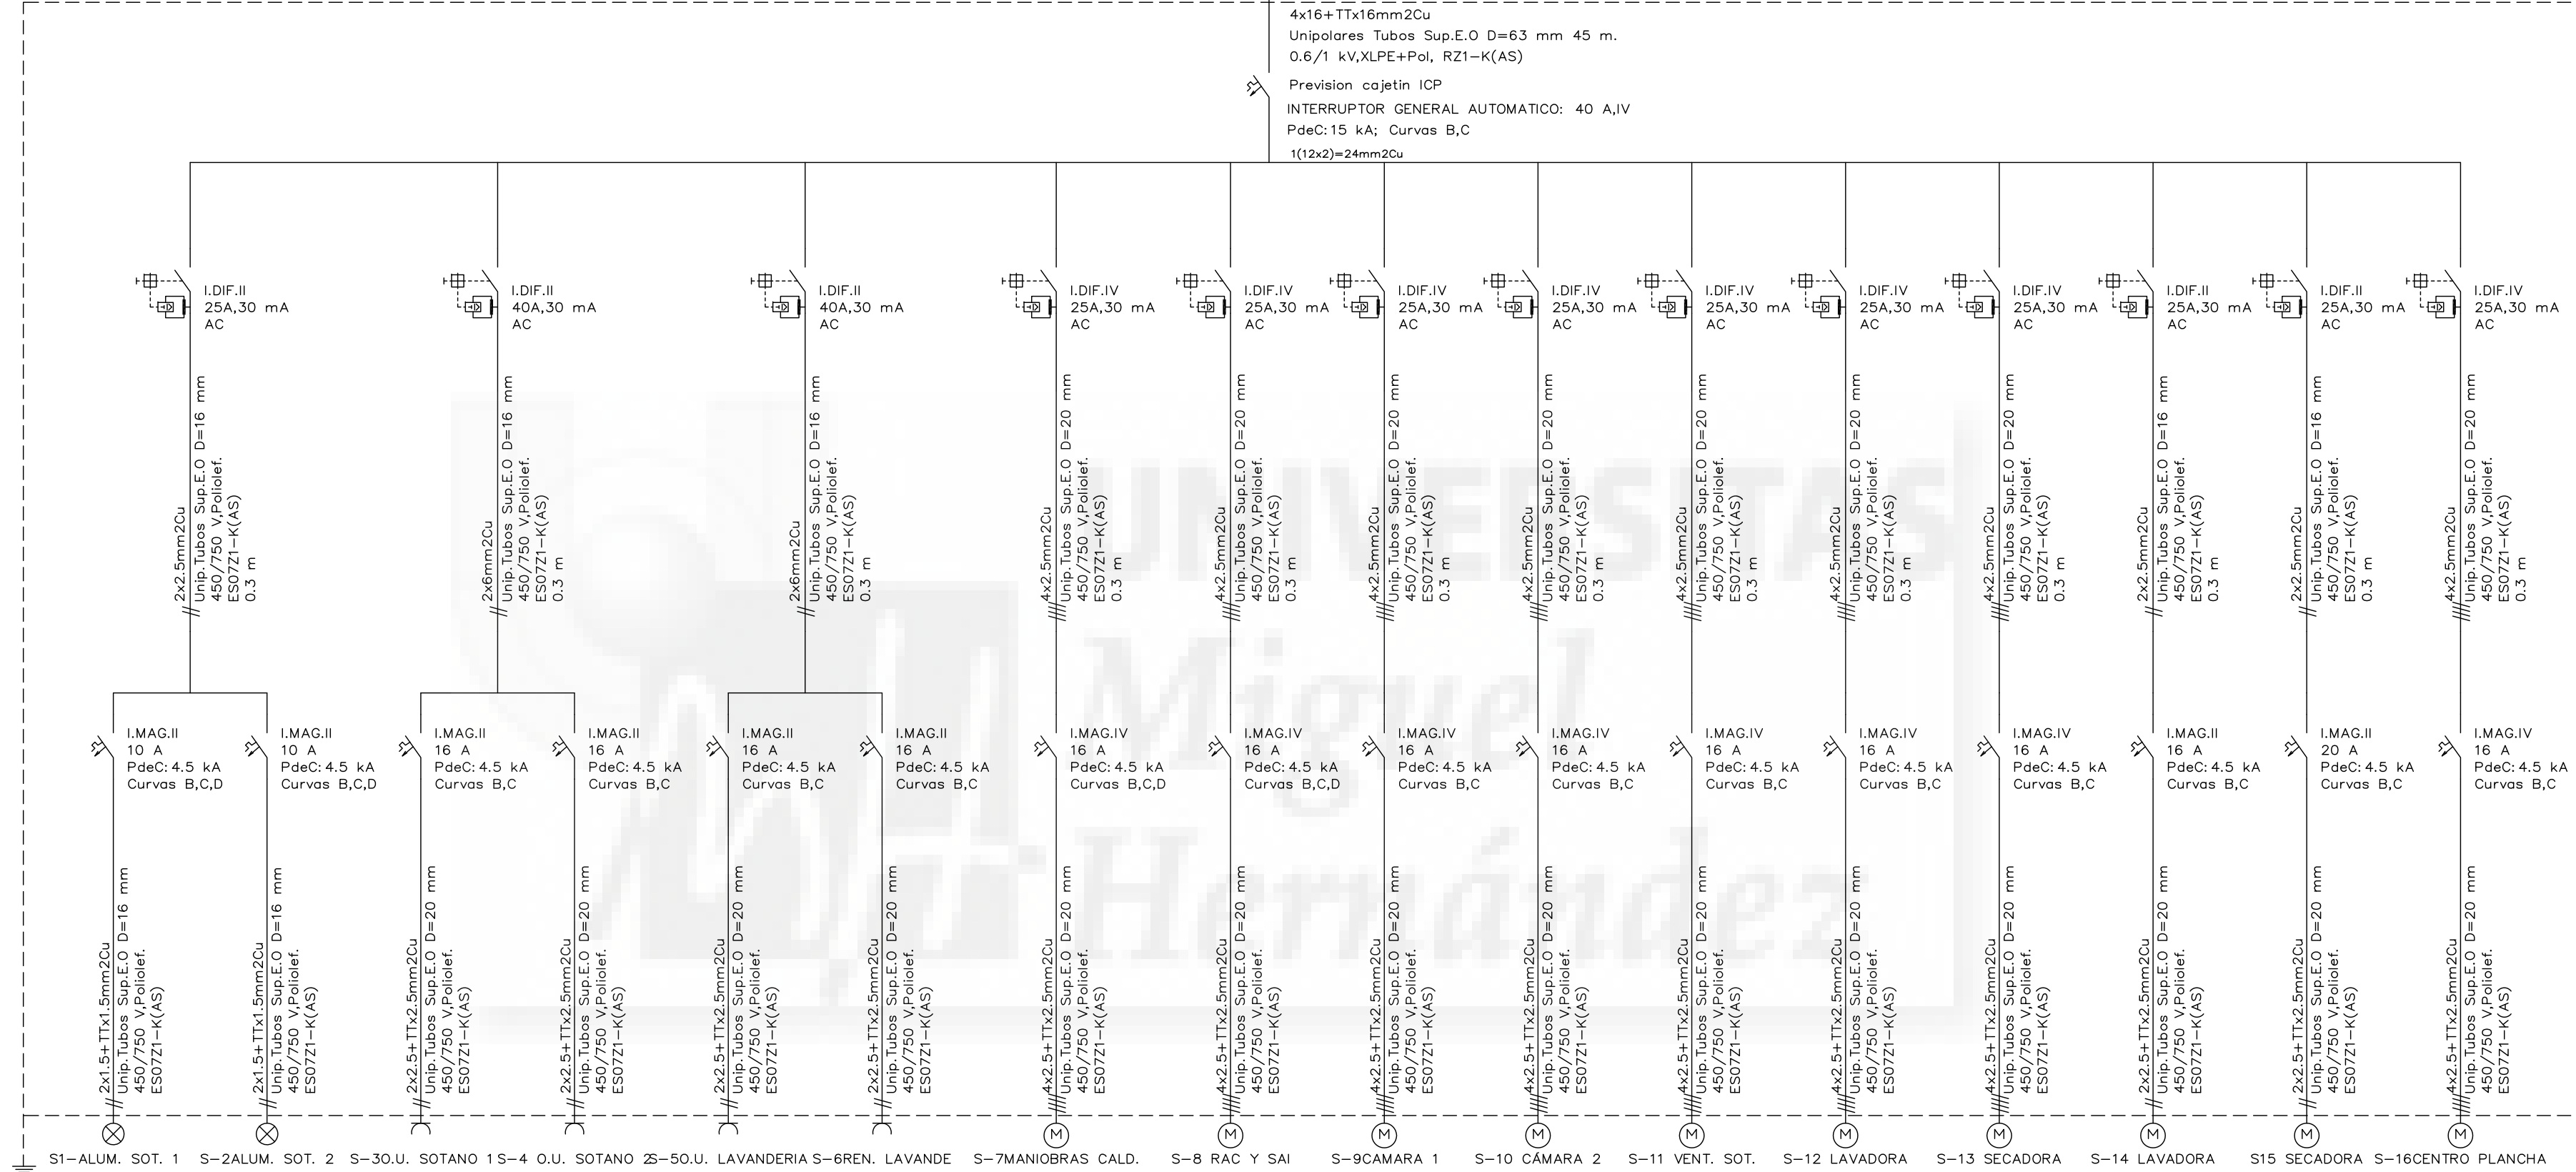 4x16+TTx16mm2Cu
Unipolares Tubos Sup.E.O D=63 mm 45 m.
0.6/1 kV,XLPE+Pol, RZ1-K(AS)
Prevision cajetin ICP
INTERRUPTOR GENERAL AUTOMATICO: 40 A,IV
PdeC:15 kA; Curvas B,C
1(12x2)=24mm2Cu
I.DIF.II
25A,30 mA
AC
I.DIF.II
40A,30 mA
AC
I.DIF.II
40A,30 mA
AC
I.DIF.IV
25A,30 mA
AC
I.DIF.IV
25A,30 mA
AC
I.DIF.IV
25A,30 mA
AC
I.DIF.IV
25A,30 mA
AC
I.DIF.IV
25A,30 mA
AC
I.DIF.IV
25A,30 mA
AC
I.DIF.IV
25A,30 mA
AC
I.DIF.II
25A,30 mA
AC
I.DIF.II
25A,30 mA
AC
I.DIF.IV
25A,30 mA
AC
2x2.5mm2Cu
Unip.Tubos Sup.E.O D=16 mm
450/750 V,Poliolef.
ES07Z1-K(AS)
0.3 m
2x6mm2Cu
Unip.Tubos Sup.E.O D=16 mm
450/750 V,Poliolef.
ES07Z1-K(AS)
0.3 m
2x6mm2Cu
Unip.Tubos Sup.E.O D=16 mm
450/750 V,Poliolef.
ES07Z1-K(AS)
0.3 m
4x2.5mm2Cu
Unip.Tubos Sup.E.O D=20 mm
450/750 V,Poliolef.
ES07Z1-K(AS)
0.3 m
4x2.5mm2Cu
Unip.Tubos Sup.E.O D=20 mm
450/750 V,Poliolef.
ES07Z1-K(AS)
0.3 m
4x2.5mm2Cu
Unip.Tubos Sup.E.O D=20 mm
450/750 V,Poliolef.
ES07Z1-K(AS)
0.3 m
4x2.5mm2Cu
Unip.Tubos Sup.E.O D=20 mm
450/750 V,Poliolef.
ES07Z1-K(AS)
0.3 m
4x2.5mm2Cu
Unip.Tubos Sup.E.O D=20 mm
450/750 V,Poliolef.
ES07Z1-K(AS)
0.3 m
4x2.5mm2Cu
Unip.Tubos Sup.E.O D=20 mm
450/750 V,Poliolef.
ES07Z1-K(AS)
0.3 m
4x2.5mm2Cu
Unip.Tubos Sup.E.O D=20 mm
450/750 V,Poliolef.
ES07Z1-K(AS)
0.3 m
2x2.5mm2Cu
Unip.Tubos Sup.E.O D=16 mm
450/750 V,Poliolef.
ES07Z1-K(AS)
0.3 m
2x2.5mm2Cu
Unip.Tubos Sup.E.O D=16 mm
450/750 V,Poliolef.
ES07Z1-K(AS)
0.3 m
4x2.5mm2Cu
Unip.Tubos Sup.E.O D=20 mm
450/750 V,Poliolef.
ES07Z1-K(AS)
0.3 m
UNIVERSITAS
Miguel
Hernández
I.MAG.II
10 A
PdeC:4.5 kA
Curvas B,C,D
I.MAG.II
10 A
PdeC:4.5 kA
Curvas B,C,D
I.MAG.II
16 A
PdeC:4.5 kA
Curvas B,C
I.MAG.II
16 A
PdeC:4.5 kA
Curvas B,C
I.MAG.II
16 A
PdeC:4.5 kA
Curvas B,C
I.MAG.II
16 A
PdeC:4.5 kA
Curvas B,C
I.MAG.IV
16 A
PdeC:4.5 kA
Curvas B,C,D
I.MAG.IV
16 A
PdeC:4.5 kA
Curvas B,C,D
I.MAG.IV
16 A
PdeC:4.5 kA
Curvas B,C
I.MAG.IV
16 A
PdeC:4.5 kA
Curvas B,C
I.MAG.IV
16 A
PdeC:4.5 kA
Curvas B,C
I.MAG.IV
16 A
PdeC:4.5 kA
Curvas B,C
I.MAG.IV
16 A
PdeC:4.5 kA
Curvas B,C
I.MAG.II
16 A
PdeC:4.5 kA
Curvas B,C
I.MAG.II
20 A
PdeC:4.5 kA
Curvas B,C
I.MAG.IV
16 A
PdeC:4.5 kA
Curvas B,C
2x1.5+TTx1.5mm2Cu
Unip.Tubos Sup.E.O D=16 mm
450/750 V,Poliolef.
ES07Z1-K(AS)
2x1.5+TTx1.5mm2Cu
Unip.Tubos Sup.E.O D=16 mm
450/750 V,Poliolef.
ES07Z1-K(AS)
2x2.5+TTx2.5mm2Cu
Unip.Tubos Sup.E.O D=20 mm
450/750 V,Poliolef.
ES07Z1-K(AS)
2x2.5+TTx2.5mm2Cu
Unip.Tubos Sup.E.O D=20 mm
450/750 V,Poliolef.
ES07Z1-K(AS)
2x2.5+TTx2.5mm2Cu
Unip.Tubos Sup.E.O D=20 mm
450/750 V,Poliolef.
ES07Z1-K(AS)
2x2.5+TTx2.5mm2Cu
Unip.Tubos Sup.E.O D=20 mm
450/750 V,Poliolef.
ES07Z1-K(AS)
4x2.5+TTx2.5mm2Cu
Unip.Tubos Sup.E.O D=20 mm
450/750 V,Poliolef.
ES07Z1-K(AS)
4x2.5+TTx2.5mm2Cu
Unip.Tubos Sup.E.O D=20 mm
450/750 V,Poliolef.
ES07Z1-K(AS)
4x2.5+TTx2.5mm2Cu
Unip.Tubos Sup.E.O D=20 mm
450/750 V,Poliolef.
ES07Z1-K(AS)
4x2.5+TTx2.5mm2Cu
Unip.Tubos Sup.E.O D=20 mm
450/750 V,Poliolef.
ES07Z1-K(AS)
4x2.5+TTx2.5mm2Cu
Unip.Tubos Sup.E.O D=20 mm
450/750 V,Poliolef.
ES07Z1-K(AS)
4x2.5+TTx2.5mm2Cu
Unip.Tubos Sup.E.O D=20 mm
450/750 V,Poliolef.
ES07Z1-K(AS)
4x2.5+TTx2.5mm2Cu
Unip.Tubos Sup.E.O D=20 mm
450/750 V,Poliolef.
ES07Z1-K(AS)
2x2.5+TTx2.5mm2Cu
Unip.Tubos Sup.E.O D=20 mm
450/750 V,Poliolef.
ES07Z1-K(AS)
2x2.5+TTx2.5mm2Cu
Unip.Tubos Sup.E.O D=20 mm
450/750 V,Poliolef.
ES07Z1-K(AS)
4x2.5+TTx2.5mm2Cu
Unip.Tubos Sup.E.O D=20 mm
450/750 V,Poliolef.
ES07Z1-K(AS)
M M M M M M M M M M
S1-ALUM. SOT. 1 S-2ALUM. SOT. 2 S-3O.U. SOTANO 1 S-4 O.U. SOTANO 2 S-5O.U. LAVANDERIA S-6REN. LAVANDE S-7MANIOBRAS CALD. S-8 RAC Y SAI S-9CAMARA 1 S-10 CÁMARA 2 S-11 VENT. SOT. S-12 LAVADORA S-13 SECADORA S-14 LAVADORA S15 SECADORA S-16CENTRO PLANCHA